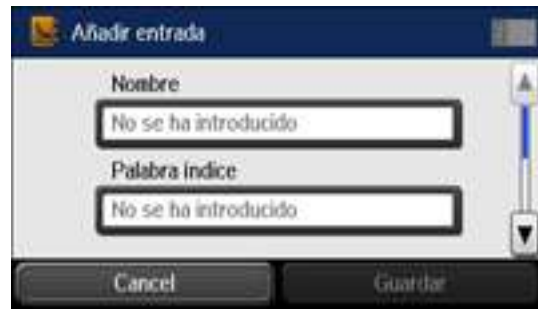 Añadir entrada
Nombre
No se ha introducido
Palabra índice
No se ha introducido
Cancel
Guardar